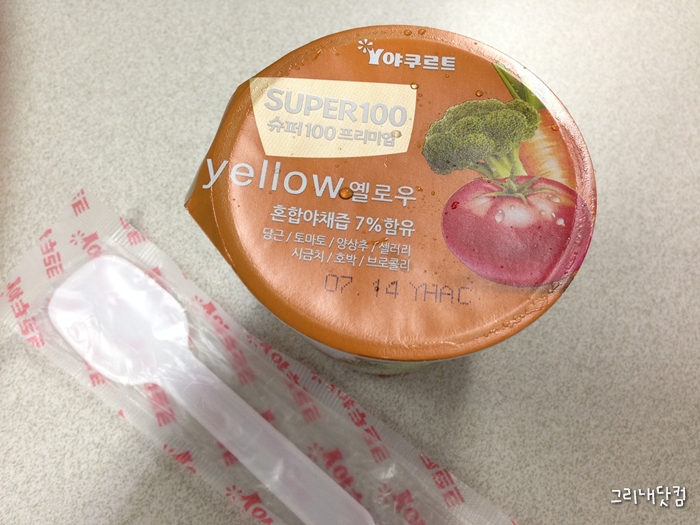 야쿠르트
SUPER100
슈퍼100 프리미엄
yellow 옐로우
혼합야채즙 7%함유
당근 / 토마토 / 양상추 / 셀러리
시금치 / 호박 / 브로콜리
07.14 YHAC
그리내닷컴